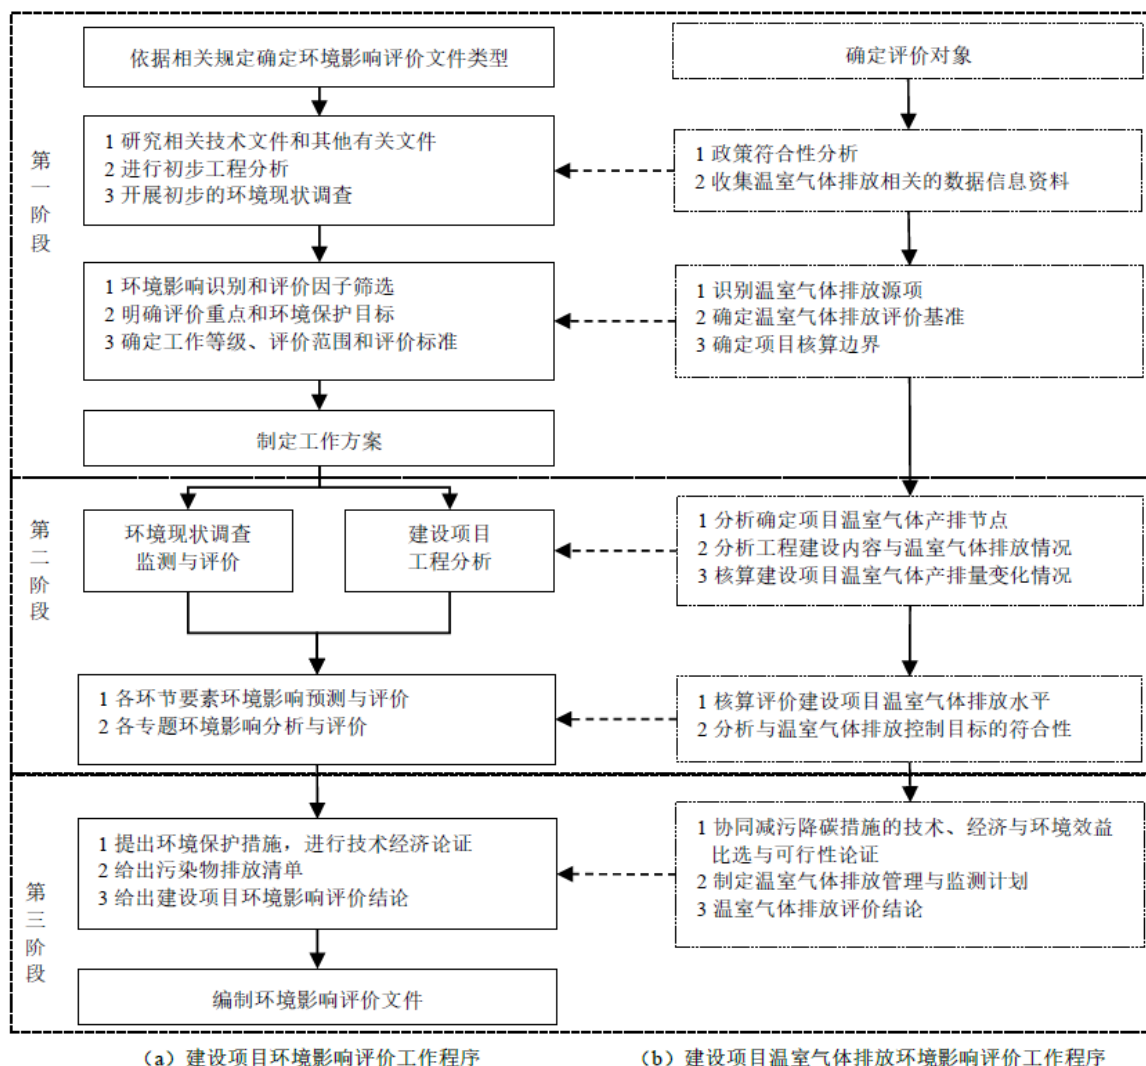 第一阶段
依据相关规定确定环境影响评价文件类型
1 研究相关技术文件和其他有关文件
2 进行初步工程分析
3 开展初步的环境现状调查
1 环境影响识别和评价因子筛选
2 明确评价重点和环境保护目标
3 确定工作等级、评价范围和评价标准
制定工作方案
确定评价对象
1 政策符合性分析
2 收集温室气体排放相关的数据信息资料
1 识别温室气体排放源项
2 确定温室气体排放评价基准
3 确定项目核算边界
第二阶段
环境现状调查
监测与评价
建设项目
工程分析
1 各环节要素环境影响预测与评价
2 各专题环境影响分析与评价
1 分析确定项目温室气体产排节点
2 分析工程建设内容与温室气体排放情况
3 核算建设项目温室气体产排量变化情况
1 核算评价建设项目温室气体排放水平
2 分析与温室气体排放控制目标的符合性
第三阶段
1 提出环境保护措施，进行技术经济论证
2 给出污染物排放清单
3 给出建设项目环境影响评价结论
编制环境影响评价文件
1 协同减污降碳措施的技术、经济与环境效益
比选与可行性论证
2 制定温室气体排放管理与监测计划
3 温室气体排放评价结论
（a）建设项目环境影响评价工作程序
（b）建设项目温室气体排放环境影响评价工作程序